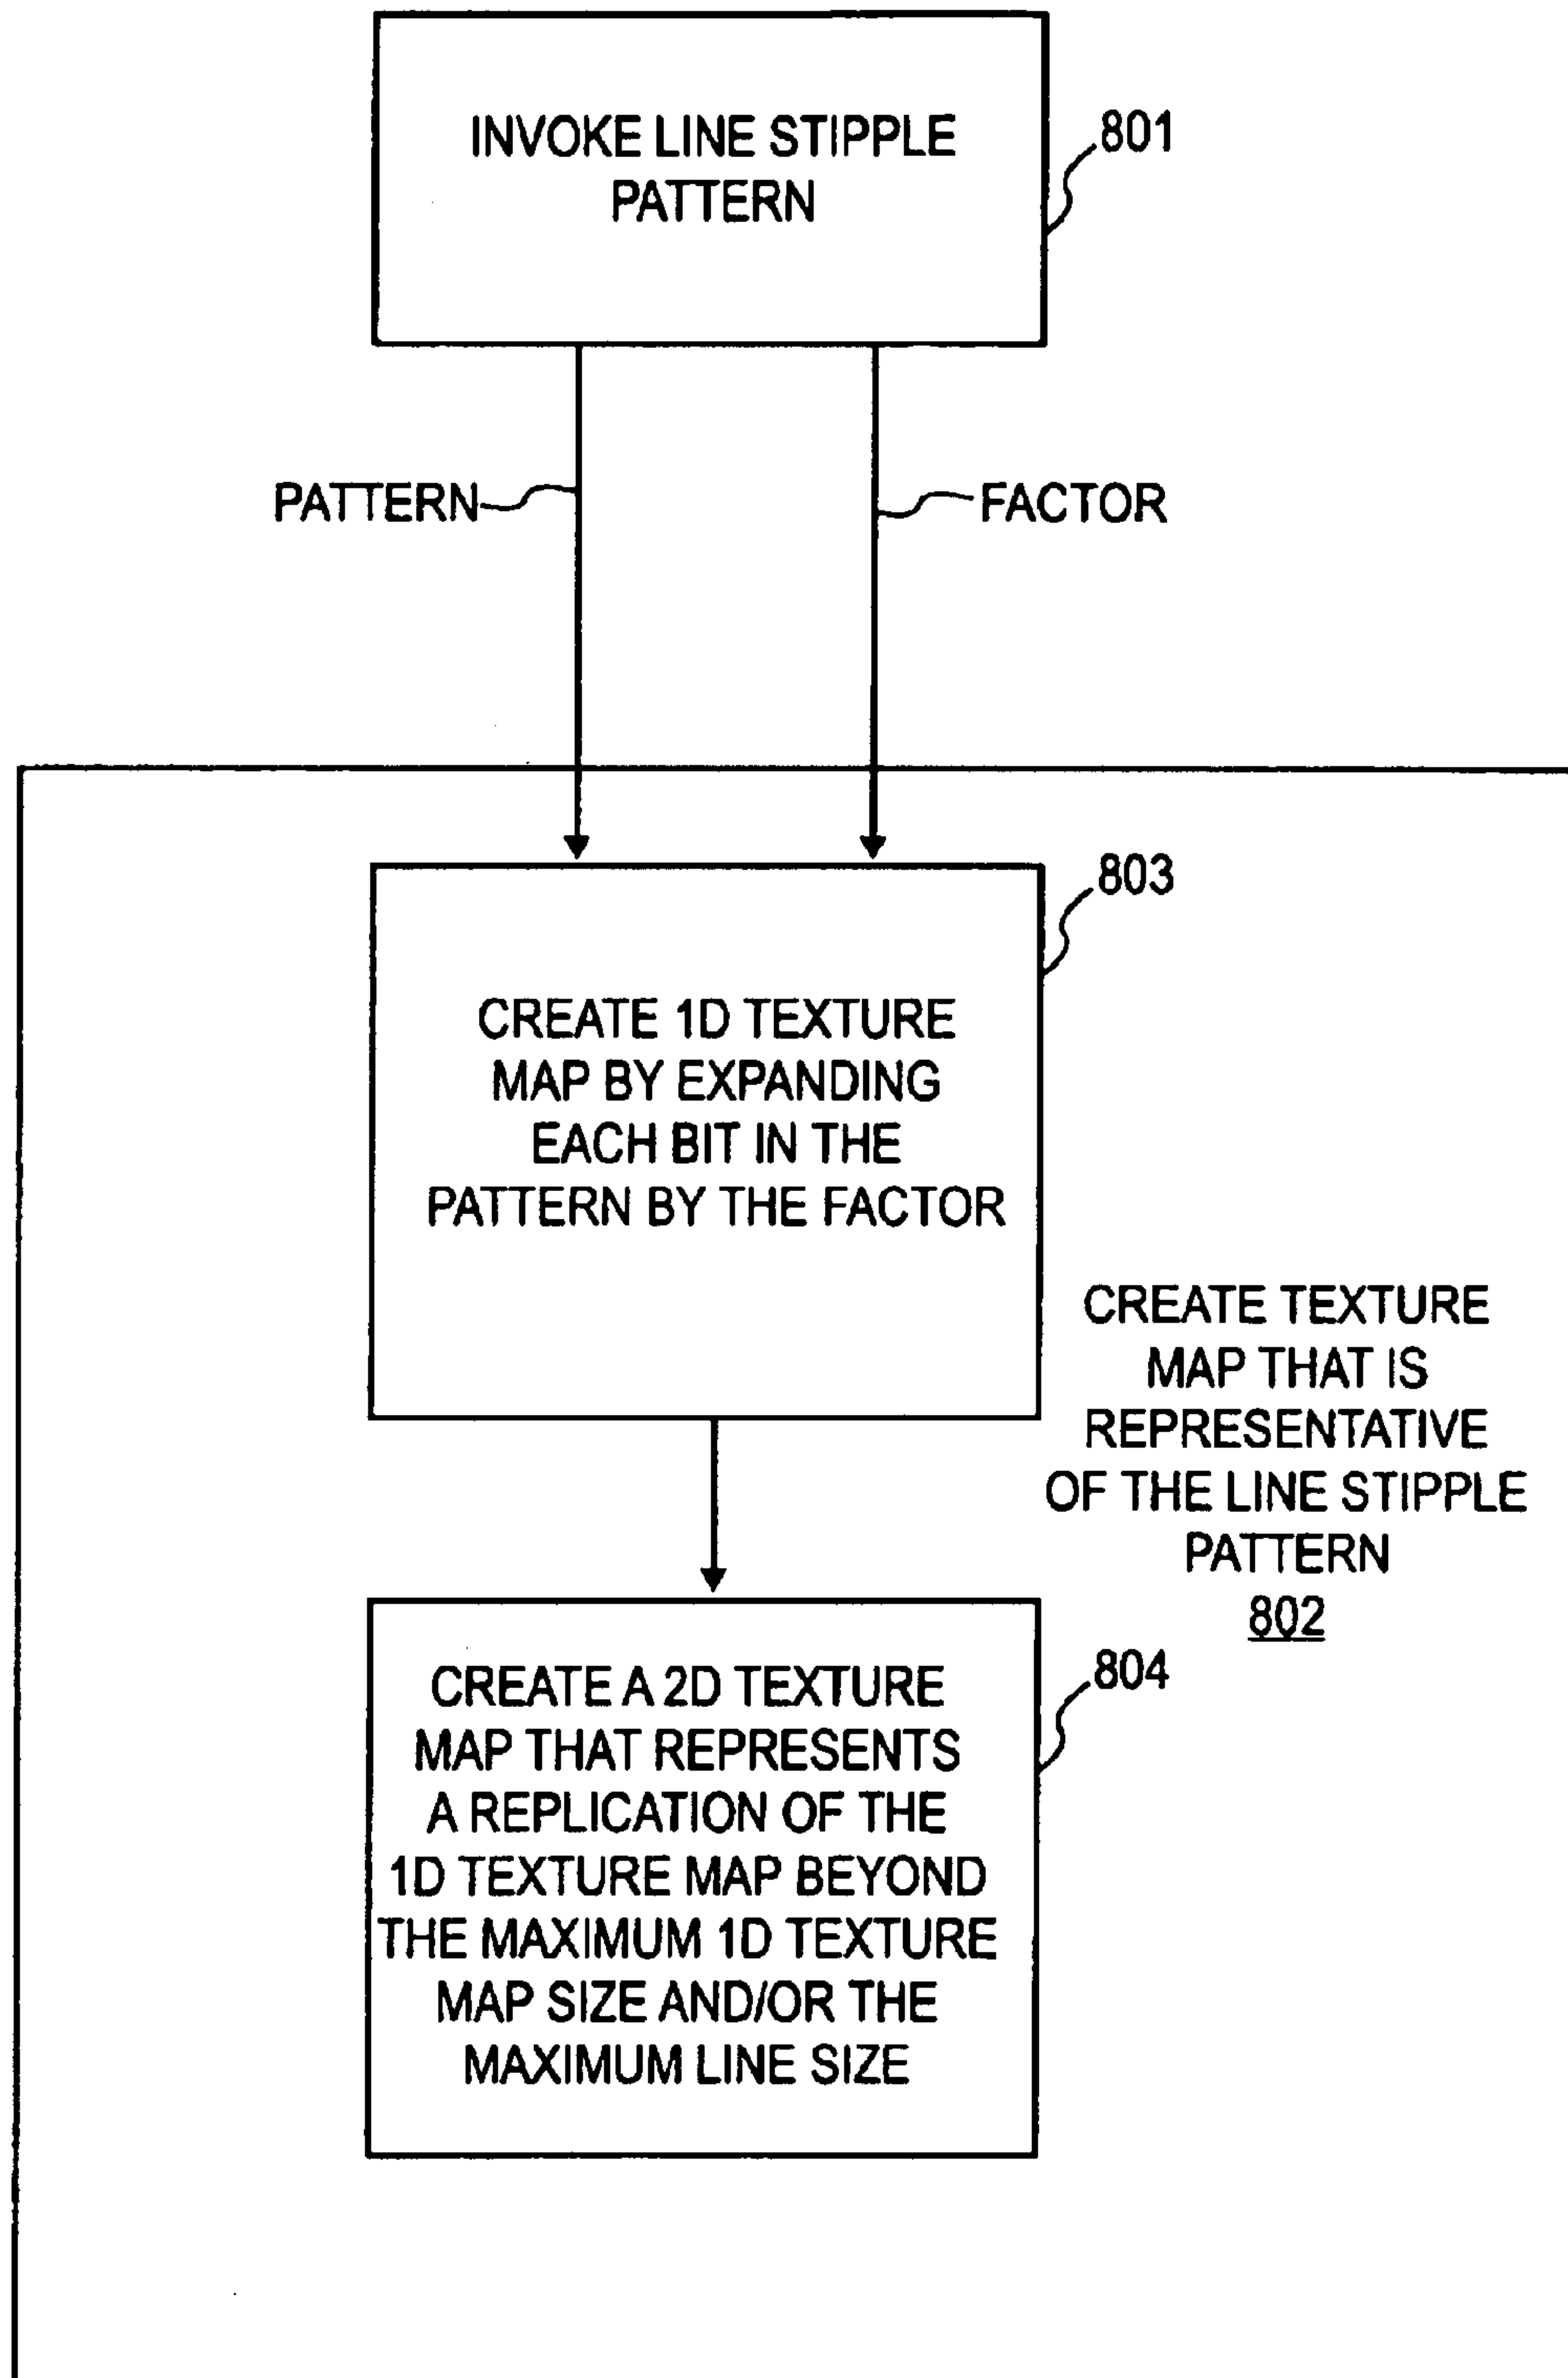 INVOKE LINE STIPPLE
PATTERN
801
PATTERN
FACTOR
803
CREATE 1D TEXTURE
MAP BY EXPANDING
EACH BIT IN THE
PATTERN BY THE FACTOR
CREATE TEXTURE
MAP THAT IS
REPRESENTATIVE
OF THE LINE STIPPLE
PATTERN
802
804
CREATE A 2D TEXTURE
MAP THAT REPRESENTS
A REPLICATION OF THE
1D TEXTURE MAP BEYOND
THE MAXIMUM 1D TEXTURE
MAP SIZE AND/OR THE
MAXIMUM LINE SIZE